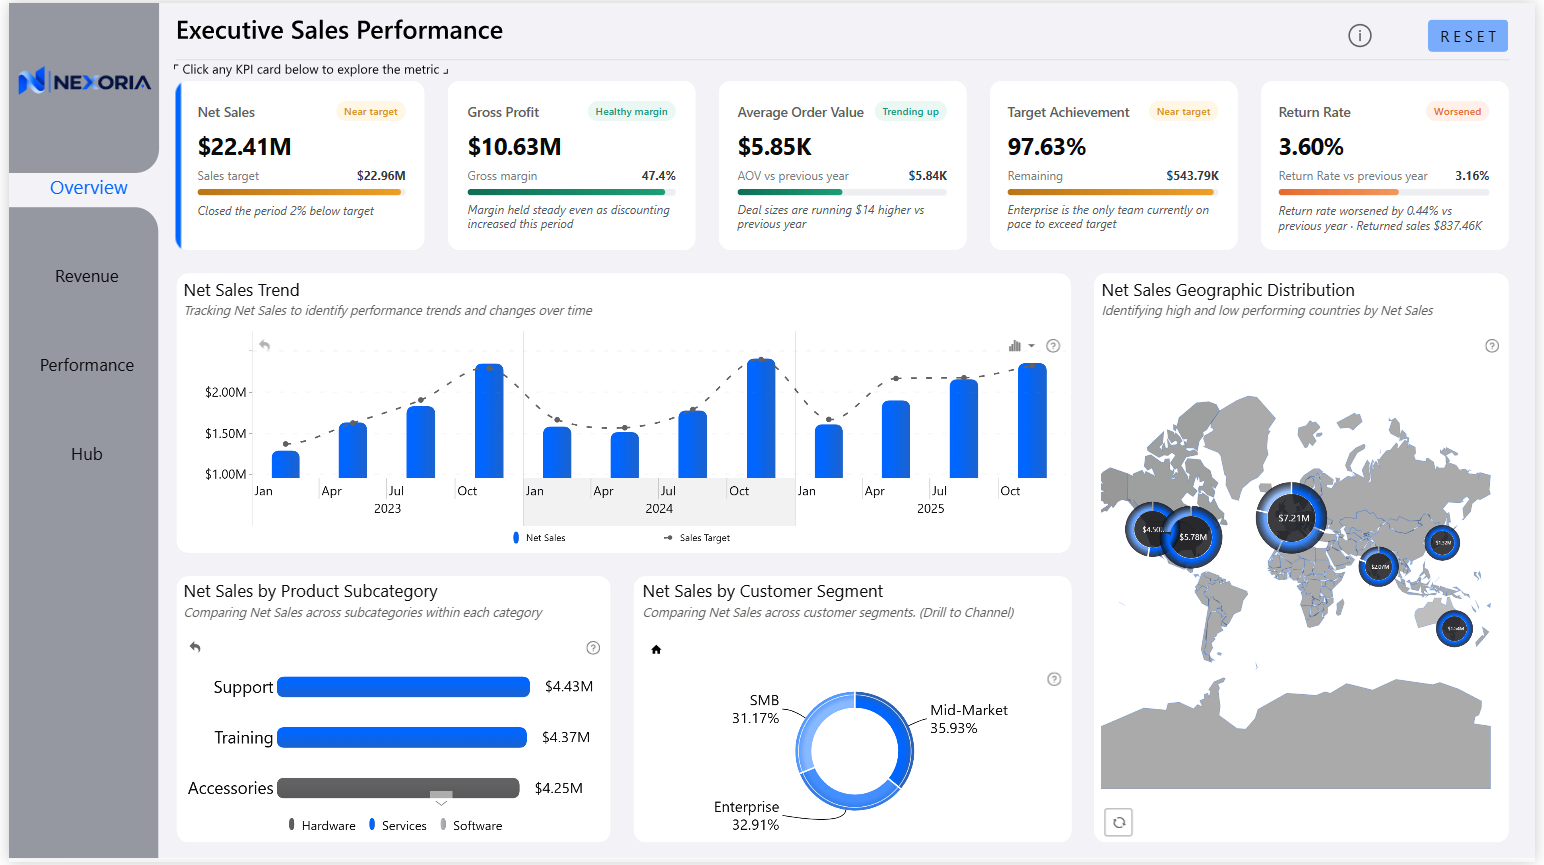 NEXORIA
Overview
Revenue
Performance
Hub
Executive Sales Performance
i
RESET
Click any KPI card below to explore the metric
Net Sales
Near target
$22.41M
Sales target
$22.96M
Closed the period 2% below target
Gross Profit
Healthy margin
$10.63M
Gross margin
47.4%
Margin held steady even as discounting
increased this period
Average Order Value
Trending up
$5.85K
AOV vs previous year
$5.84K
Deal sizes are running $14 higher vs
previous year
Target Achievement
Near target
97.63%
Remaining
$543.79K
Enterprise is the only team currently on
pace to exceed target
Return Rate
Worsened
3.60%
Return Rate vs previous year
3.16%
Return rate worsened by 0.44% vs
previous year · Returned sales $837.46K
Net Sales Trend
Tracking Net Sales to identify performance trends and changes over time
?
$2.00M
$1.50M
$1.00M
Jan
Apr
Jul
Oct
Jan
Apr
Jul
Oct
Jan
Apr
Jul
Oct
2023
2024
2025
Net Sales
Sales Target
Net Sales Geographic Distribution
Identifying high and low performing countries by Net Sales
?
$7.21M
$5.78M
Net Sales by Product Subcategory
Comparing Net Sales across subcategories within each category
?
Support
$4.43M
Training
$4.37M
Accessories
$4.25M
Hardware
Services
Software
Net Sales by Customer Segment
Comparing Net Sales across customer segments. (Drill to Channel)
?
SMB
31.17%
Mid-Market
35.93%
Enterprise
32.91%